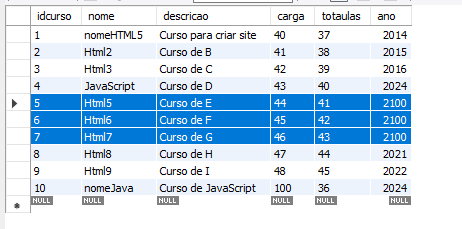 idcurso nome descricao carga totaulas ano
1 nomeHTML5 Curso para criar site 40 37 2014
2 Html2 Curso de B 41 38 2015
3 Html3 Curso de C 42 39 2016
4 JavaScript Curso de D 43 40 2024
5 Html5 Curso de E 44 41 2100
6 Html6 Curso de F 45 42 2100
7 Html7 Curso de G 46 43 2100
8 Html8 Curso de H 47 44 2021
9 Html9 Curso de I 48 45 2022
10 nomeJava Curso de JavaScript 100 36 2024
NULL NULL NULL NULL NULL NULL